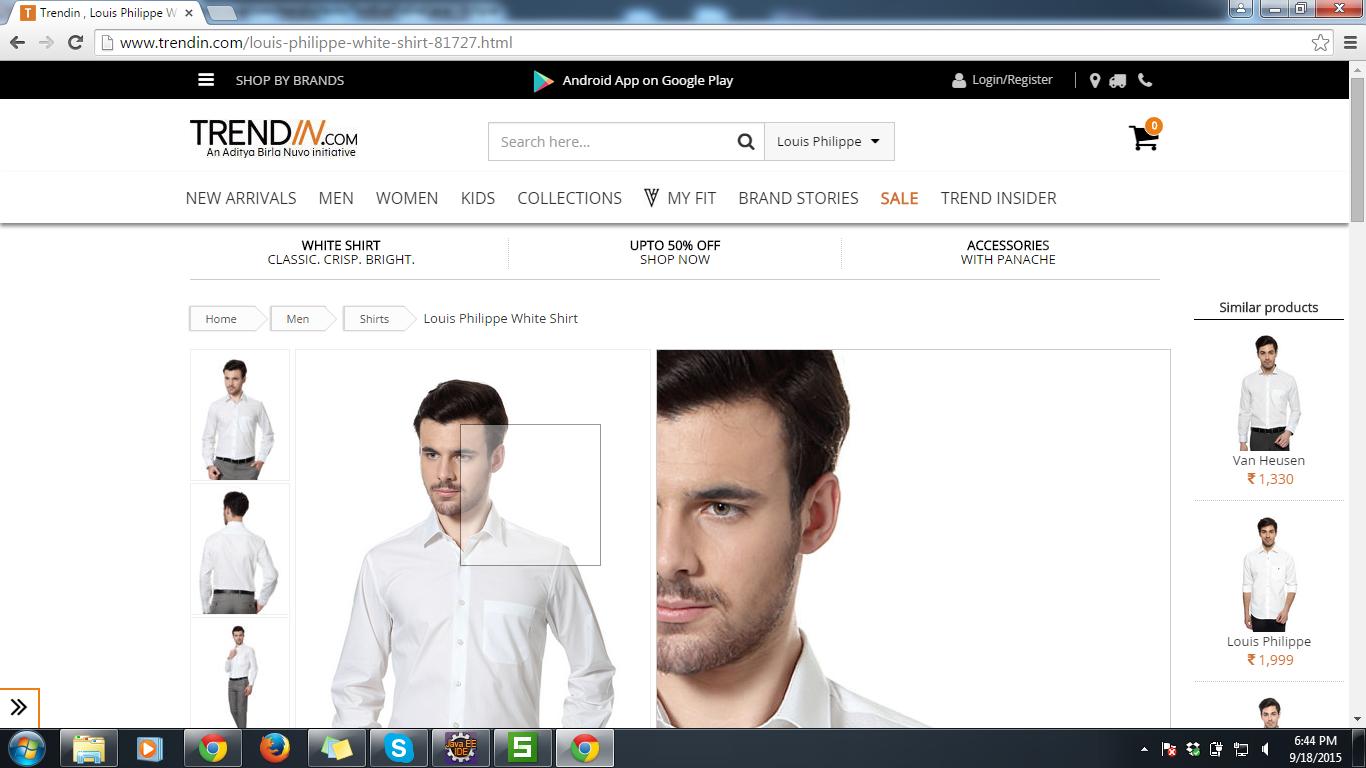 Trendin , Louis Philippe W
www.trendin.com/louis-philippe-white-shirt-81727.html
SHOP BY BRANDS
Android App on Google Play
Login/Register
TRENDIN.COM
An Aditya Birla Nuvo initiative
Search here...
Louis Philippe
0
NEW ARRIVALS MEN WOMEN KIDS COLLECTIONS MY FIT BRAND STORIES SALE TREND INSIDER
WHITE SHIRT
CLASSIC. CRISP. BRIGHT.
UPTO 50% OFF
SHOP NOW
ACCESSORIES
WITH PANACHE
Home Men Shirts Louis Philippe White Shirt
Similar products
Van Heusen
₹ 1,330
Louis Philippe
₹ 1,999
Java EE
IDE
6:44 PM
9/18/2015